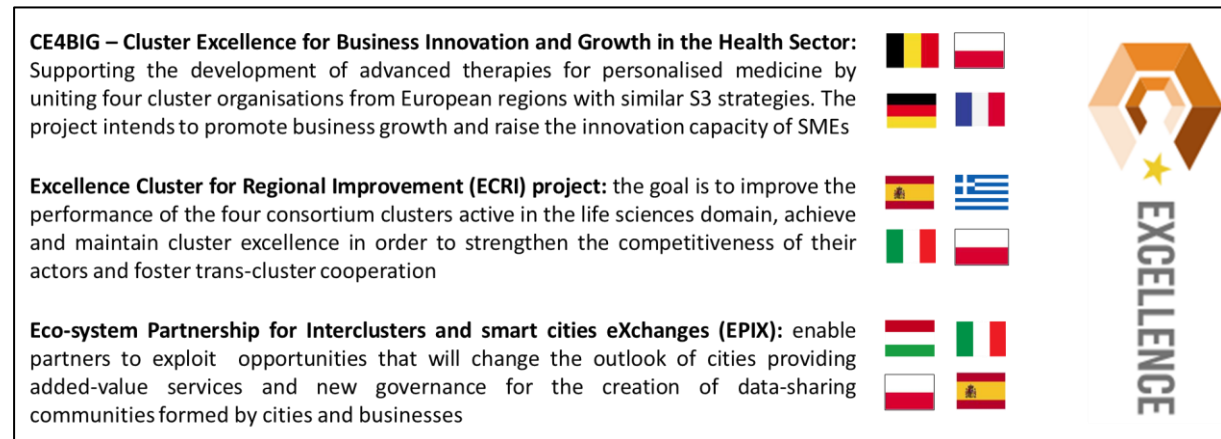 CE4BIG – Cluster Excellence for Business Innovation and Growth in the Health Sector:
Supporting the development of advanced therapies for personalised medicine by
uniting four cluster organisations from European regions with similar S3 strategies. The
project intends to promote business growth and raise the innovation capacity of SMEs
Excellence Cluster for Regional Improvement (ECRI) project: the goal is to improve the
performance of the four consortium clusters active in the life sciences domain, achieve
and maintain cluster excellence in order to strengthen the competitiveness of their
actors and foster trans-cluster cooperation
Eco-system Partnership for Interclusters and smart cities eXchanges (EPIX): enable
partners to exploit opportunities that will change the outlook of cities providing
added-value services and new governance for the creation of data-sharing
communities formed by cities and businesses
EXCELLENCE